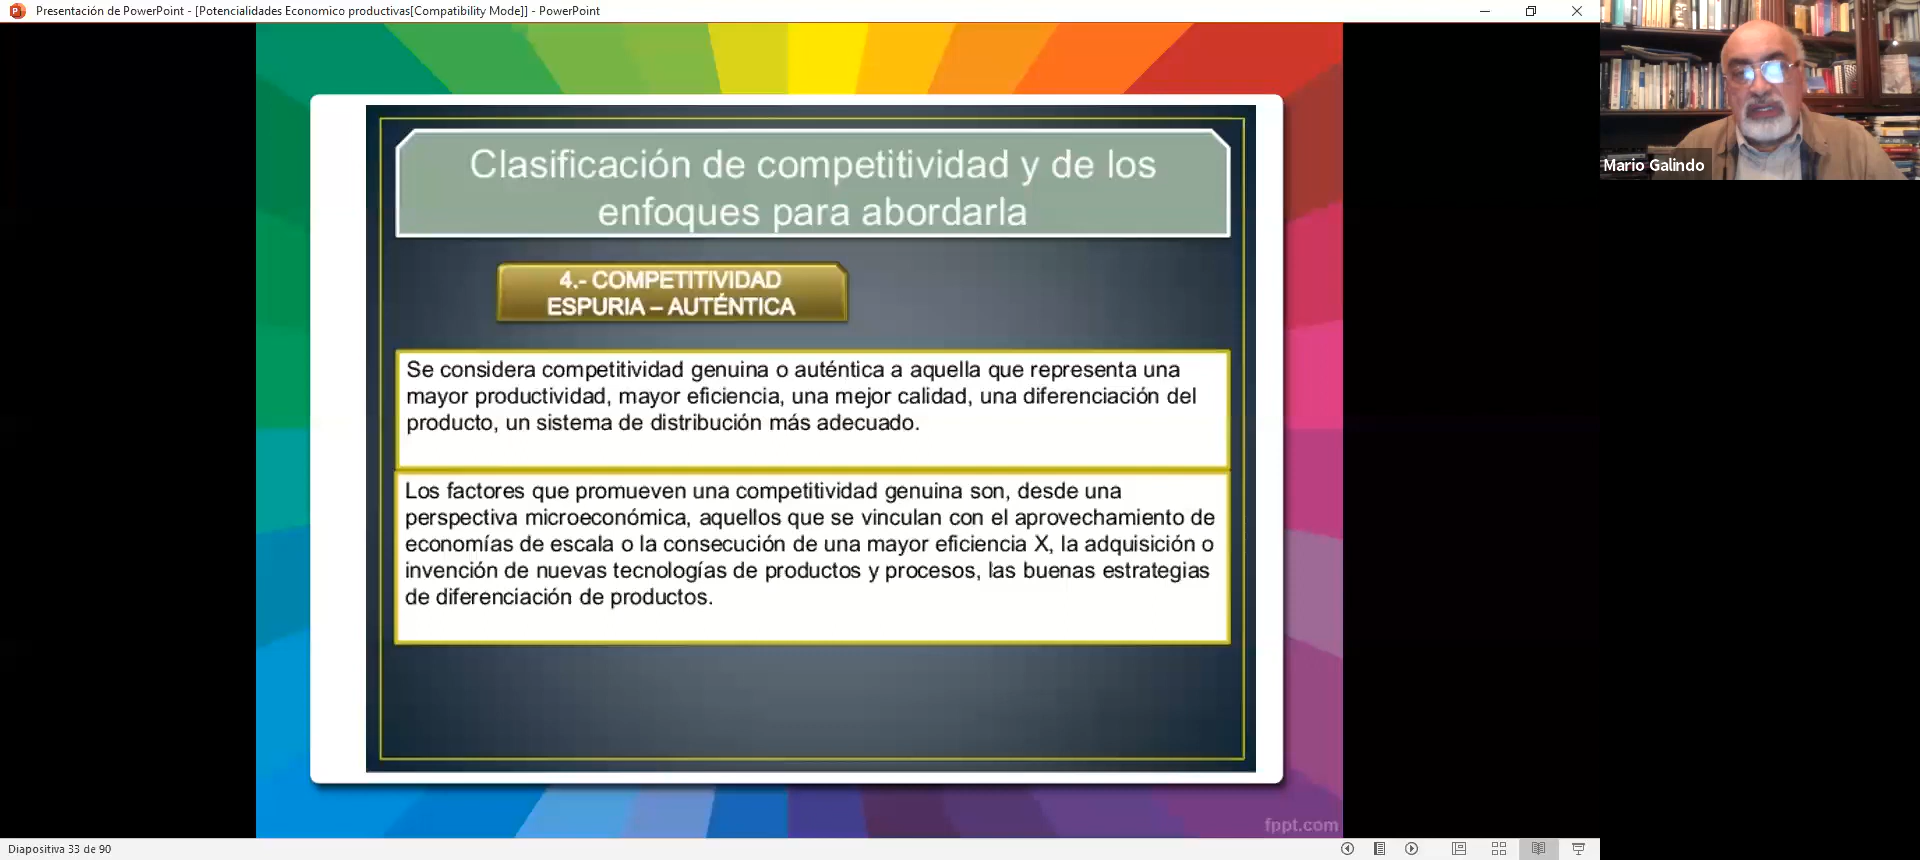 Presentación de PowerPoint - [Potencialidades Economico productivas[Compatibility Mode]] - PowerPoint
Clasificación de competitividad y de los
enfoques para abordarla
4.- COMPETITIVIDAD
ESPURIA – AUTÉNTICA
Se considera competitividad genuina o auténtica a aquella que representa una
mayor productividad, mayor eficiencia, una mejor calidad, una diferenciación del
producto, un sistema de distribución más adecuado.
Los factores que promueven una competitividad genuina son, desde una
perspectiva microeconómica, aquellos que se vinculan con el aprovechamiento de
economías de escala o la consecución de una mayor eficiencia X, la adquisición o
invención de nuevas tecnologías de productos y procesos, las buenas estrategias
de diferenciación de productos.
fppt.com
Mario Galindo
Diapositiva 33 de 90